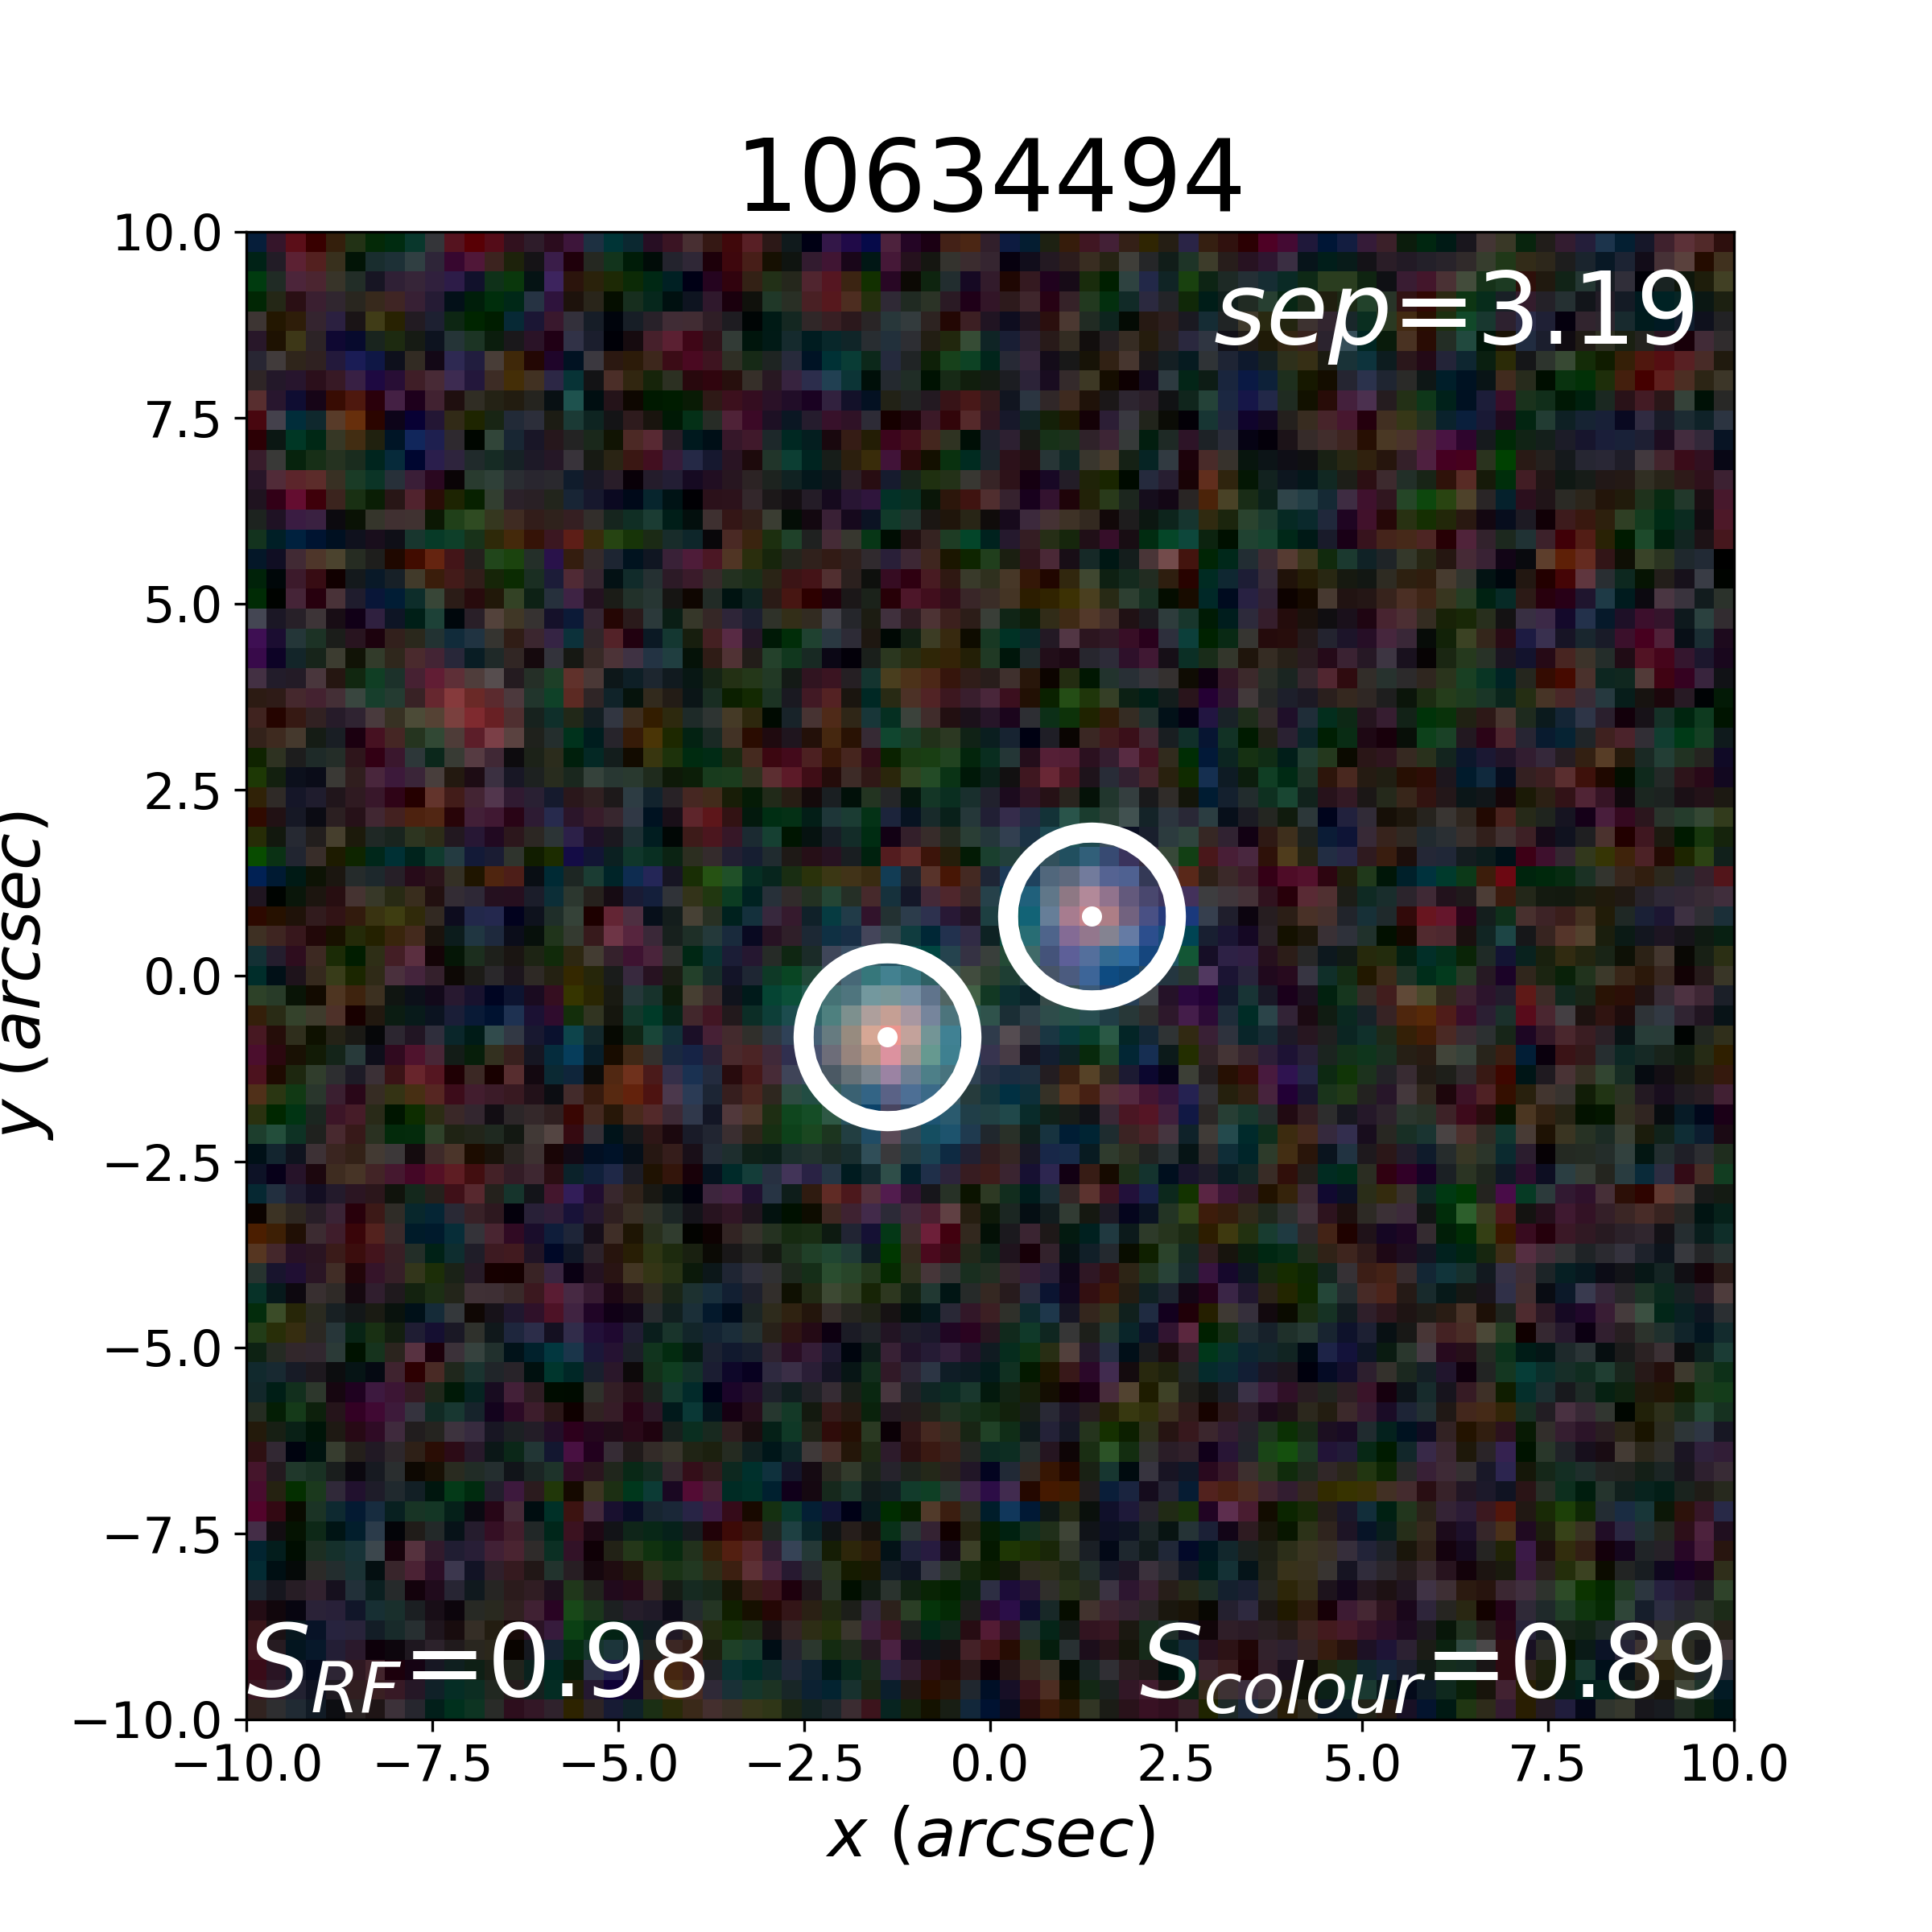 10634494
sep=3.19
10.0
7.5
5.0
2.5
0.0
−2.5
−5.0
−7.5
−10.0
y (arcsec)
S_RF=0.98
S_colour=0.89
−10.0 −7.5 −5.0 −2.5 0.0 2.5 5.0 7.5 10.0
x (arcsec)